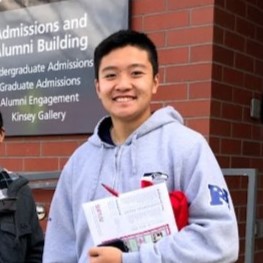 Admissions and
Alumni Building
Undergraduate Admissions
Graduate Admissions
Alumni Engagement
Kinsey Gallery